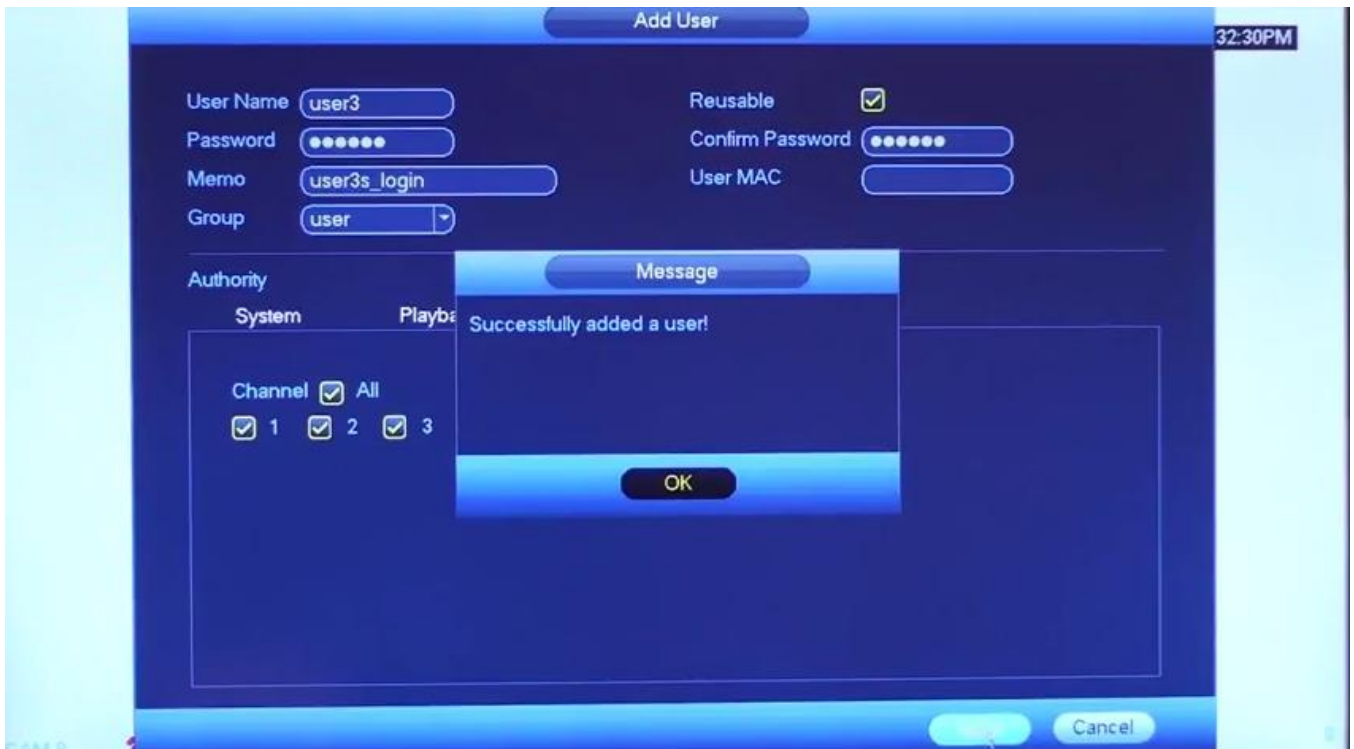 Add User
32:30PM
User Name user3 Reusable
Password Confirm Password
Memo user3s_login User MAC
Group user
Authority
Message
System
Successfully added a user!
Channel All
1 2 3
OK
Cancel